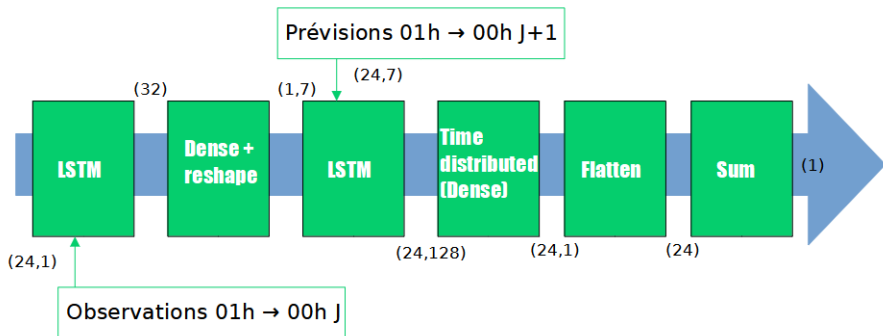 Prévisions 01h → 00h J+1
(24,7)
(32)
(1,7)
LSTM
Dense +
reshape
LSTM
Time
distributed
(Dense)
Flatten
Sum
(1)
(24,1)
(24,128)
(24,1)
(24)
Observations 01h → 00h J